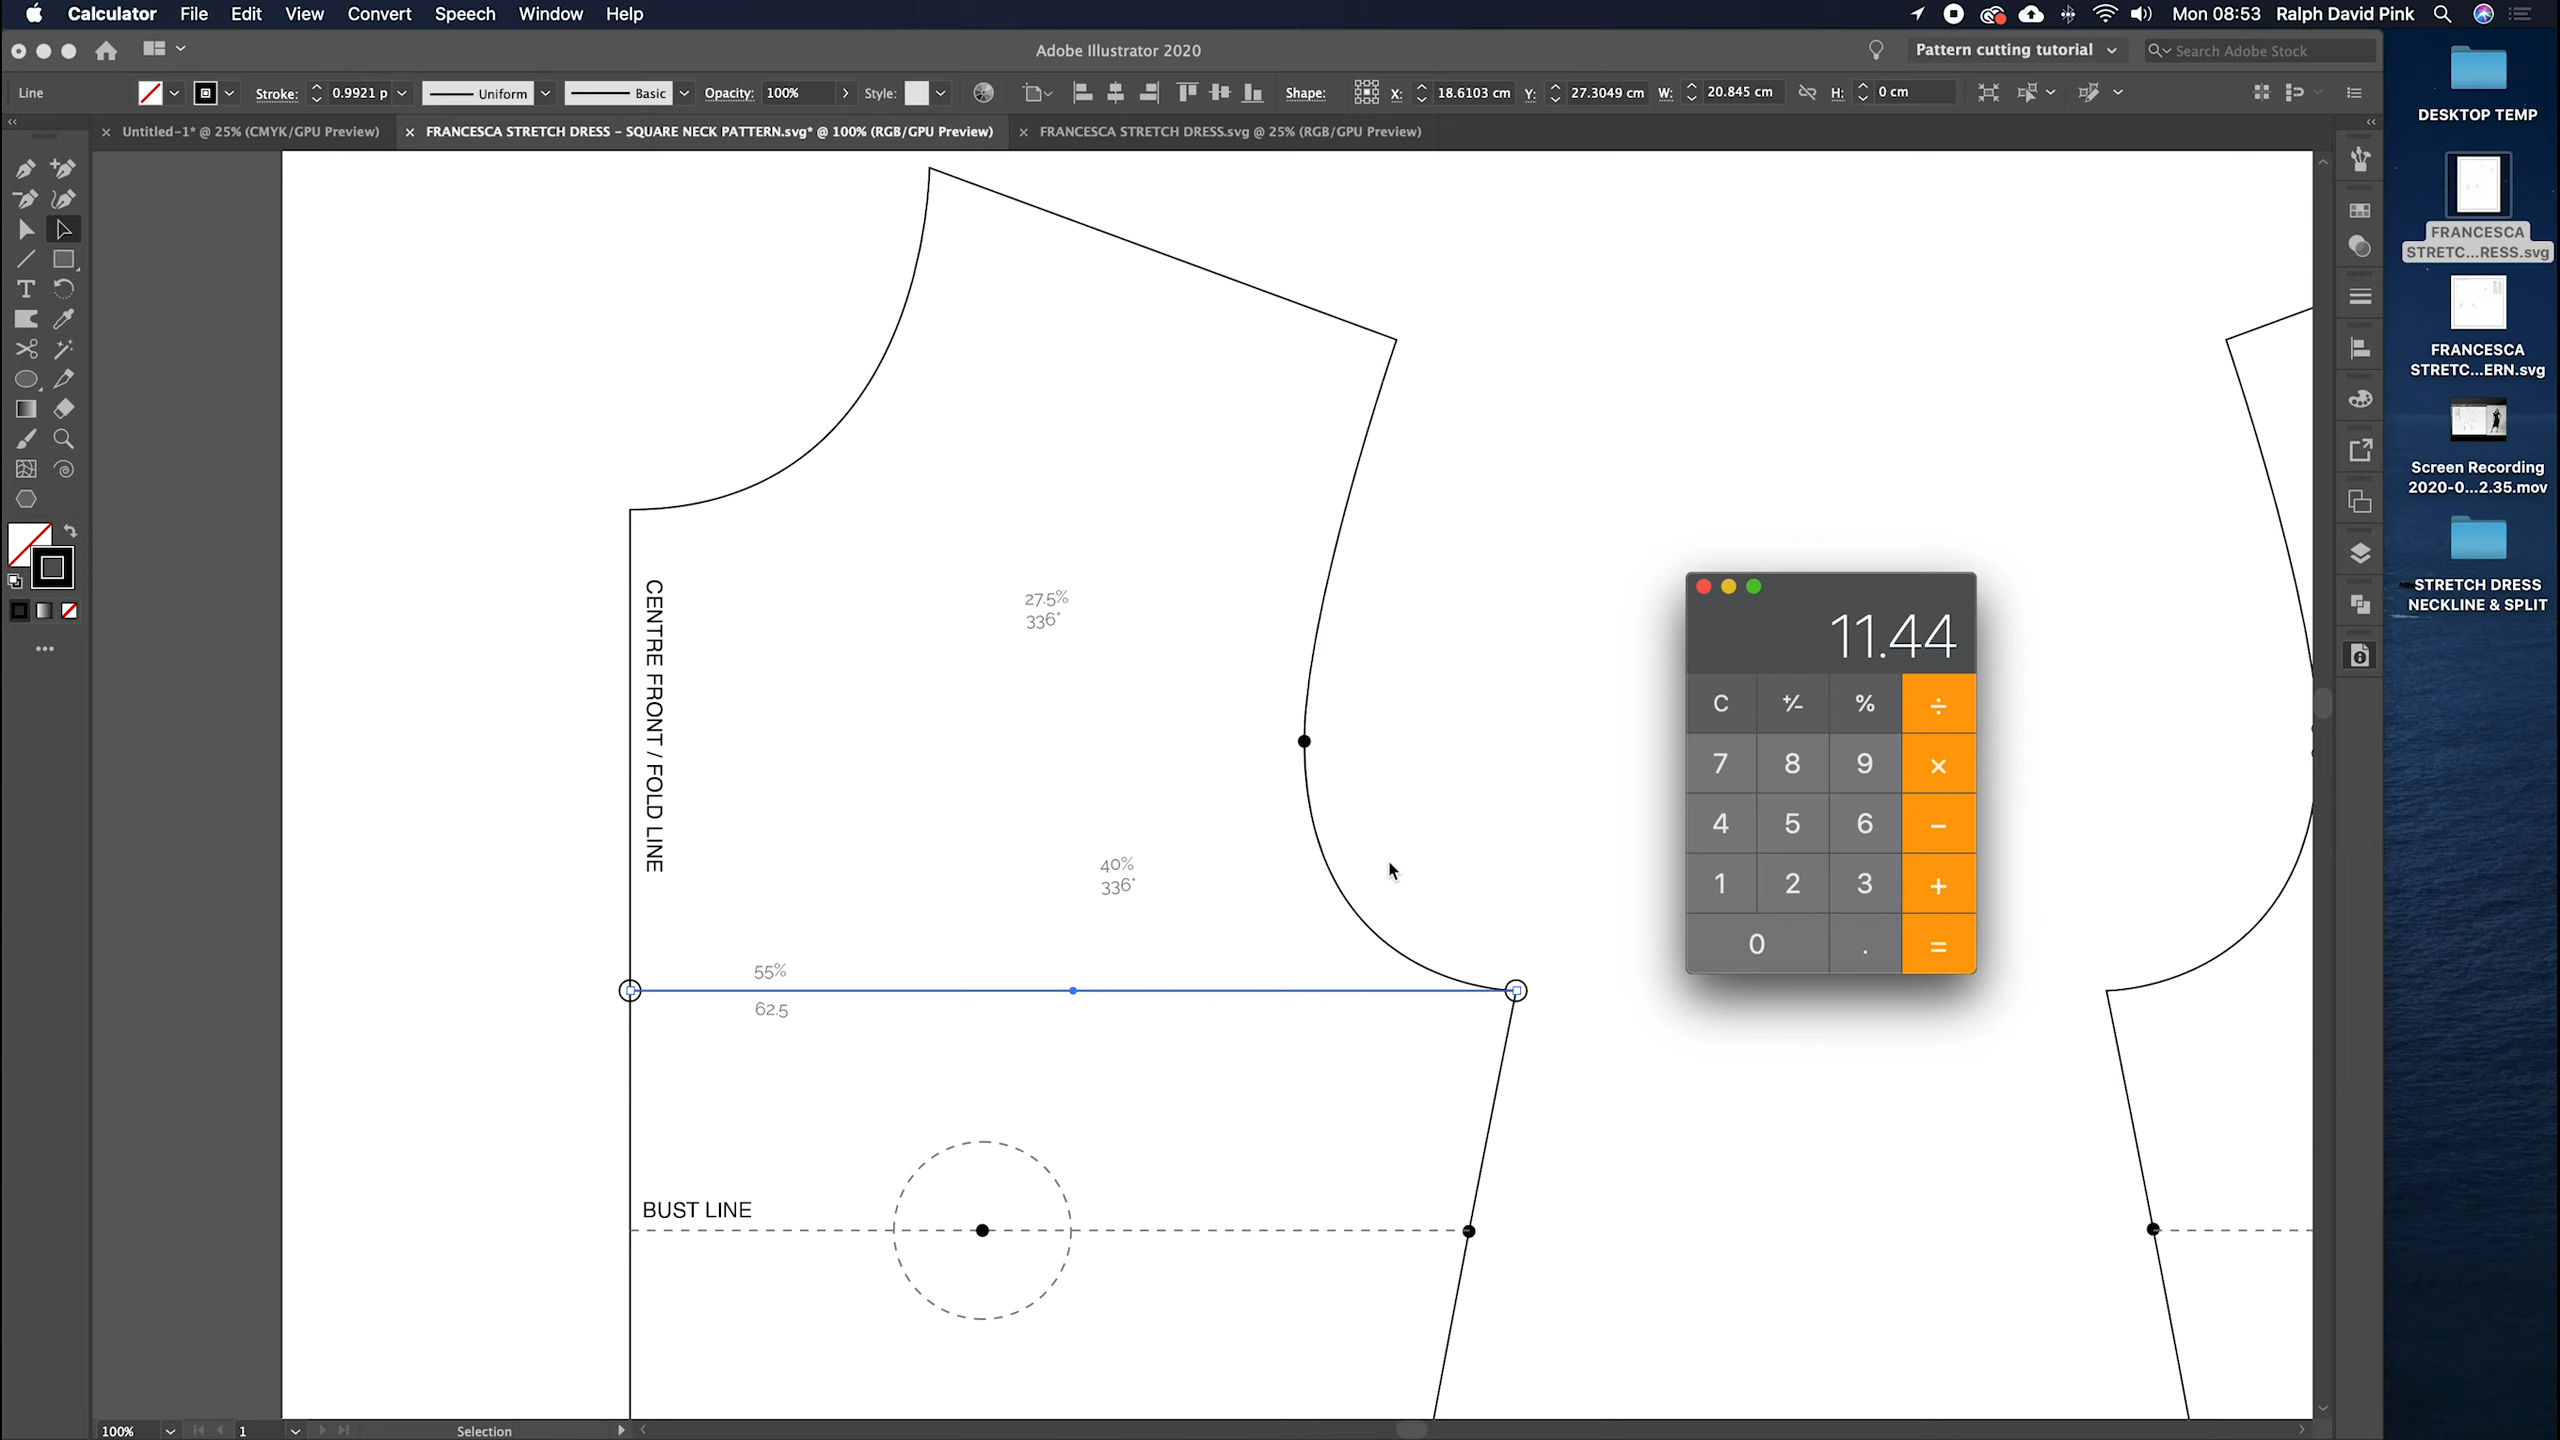 Calculator File Edit View Convert Speech Window Help
Mon 08:53 Ralph David Pink
Adobe Illustrator 2020
Pattern cutting tutorial
Search Adobe Stock
Line
Stroke: 0.9921 p
Uniform
Basic
Opacity: 100%
Style:
Shape:
X: 18.6103 cm Y: 27.3049 cm W: 20.845 cm H: 0 cm
Untitled-1* @ 25% (CMYK/GPU Preview)
FRANCESCA STRETCH DRESS – SQUARE NECK PATTERN.svg* @ 100% (RGB/GPU Preview)
FRANCESCA STRETCH DRESS.svg @ 25% (RGB/GPU Preview)
CENTRE FRONT / FOLD LINE
27.5%
336°
40%
336°
55%
62.5
BUST LINE
11.44
C +⁄- % ÷
7 8 9 ×
4 5 6 −
1 2 3 +
0 . =
DESKTOP TEMP
FRANCESCA
STRETC...RESS.svg
FRANCESCA
STRETC...ERN.svg
Screen Recording
2020-0...2.35.mov
STRETCH DRESS
NECKLINE & SPLIT
100%
1
Selection